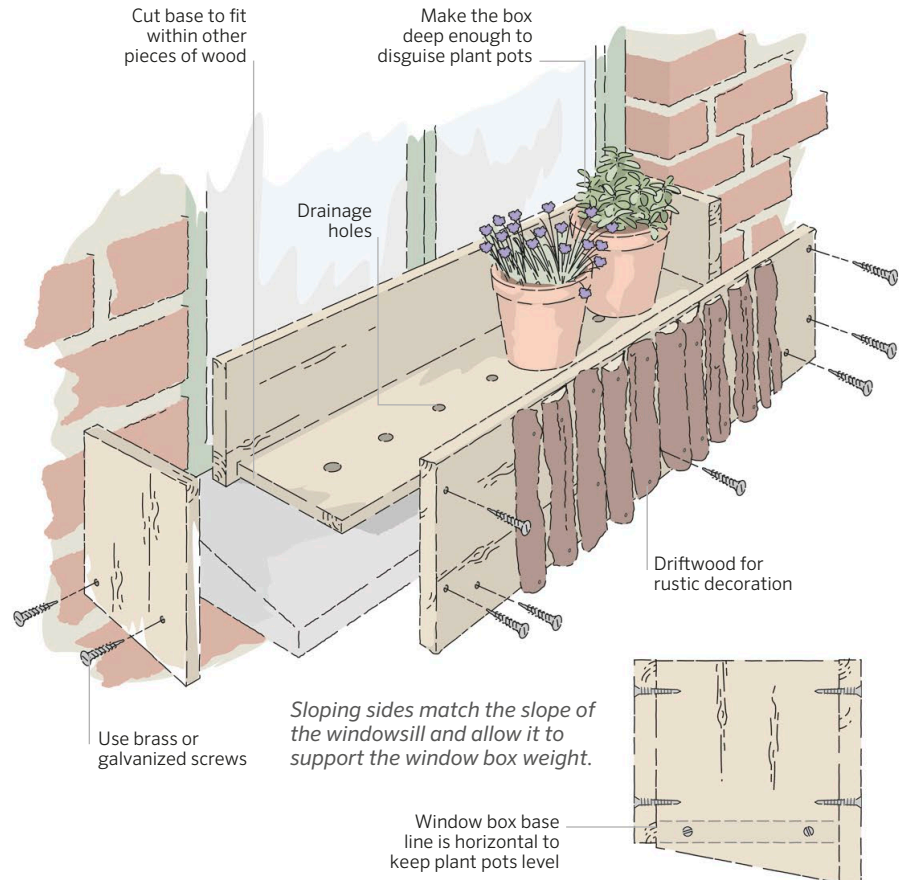 Cut base to fit
within other
pieces of wood
Make the box
deep enough to
disguise plant pots
Drainage
holes
Driftwood for
rustic decoration
Use brass or
galvanized screws
Sloping sides match the slope of
the windowsill and allow it to
support the window box weight.
Window box base
line is horizontal to
keep plant pots level